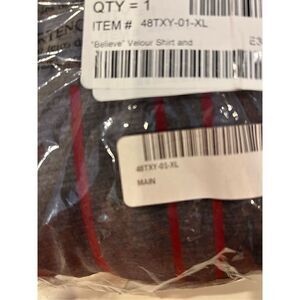 QTY = 1
ITEM # 48TXY-01-XL
"Believe" Velour Shirt and
48TXY-01-XL
MAIN